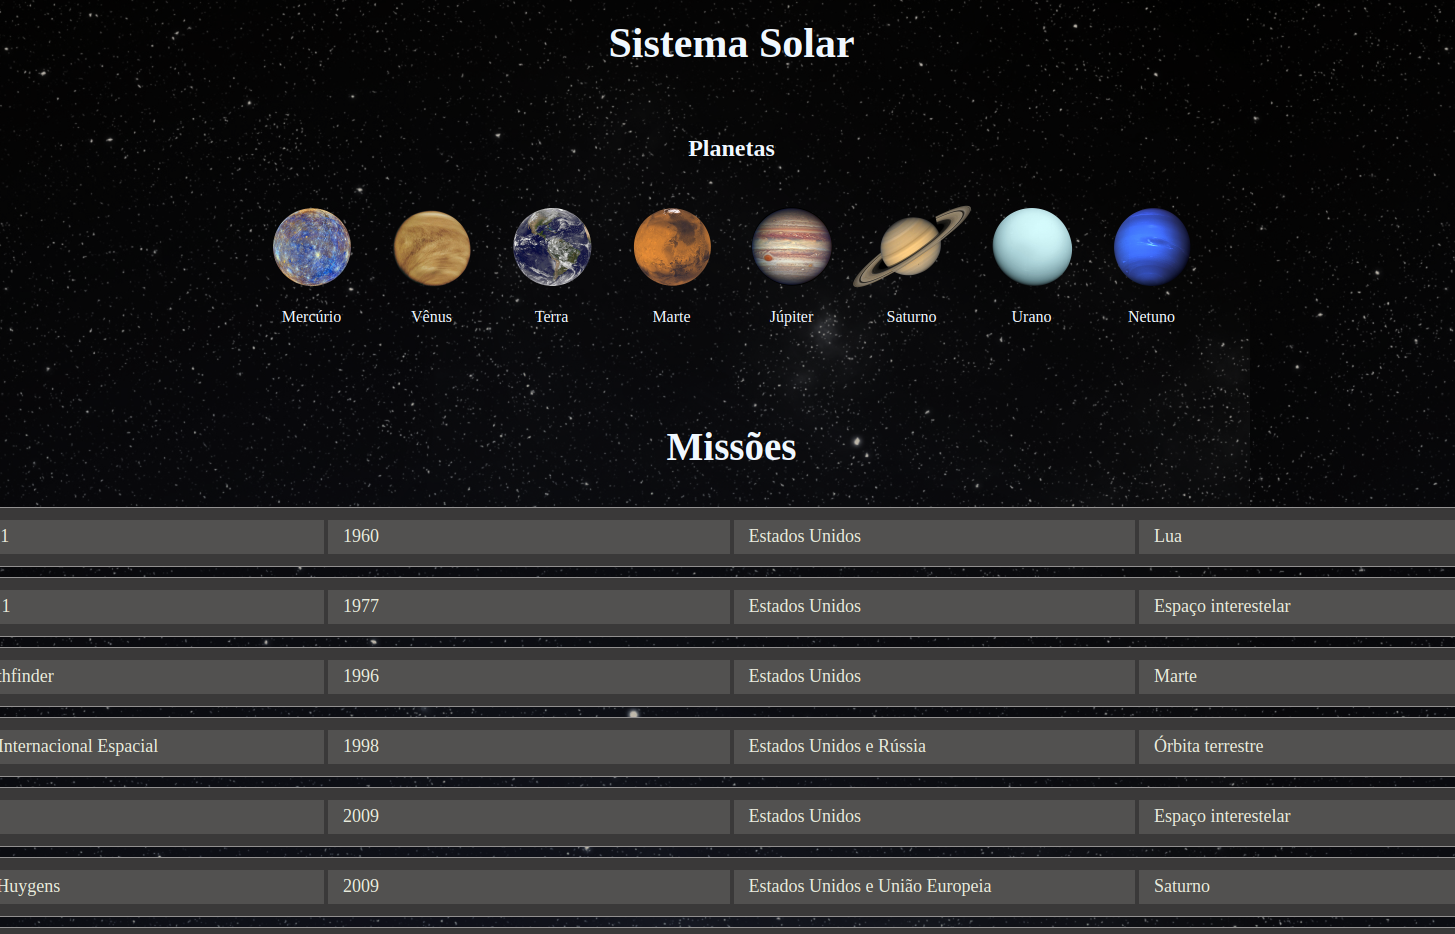 Sistema Solar
Planetas
Mercúrio Vênus Terra Marte Júpiter Saturno Urano Netuno
Missões
1 1960 Estados Unidos Lua
1 1977 Estados Unidos Espaço interestelar
hfinder 1996 Estados Unidos Marte
Internacional Espacial 1998 Estados Unidos e Rússia Órbita terrestre
2009 Estados Unidos Espaço interestelar
Huygens 2009 Estados Unidos e União Europeia Saturno